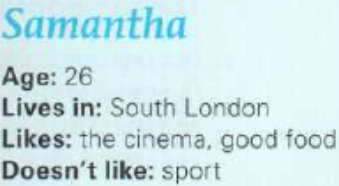 Samantha
Age: 26
Lives in: South London
Likes: the cinema, good food
Doesn't like: sport